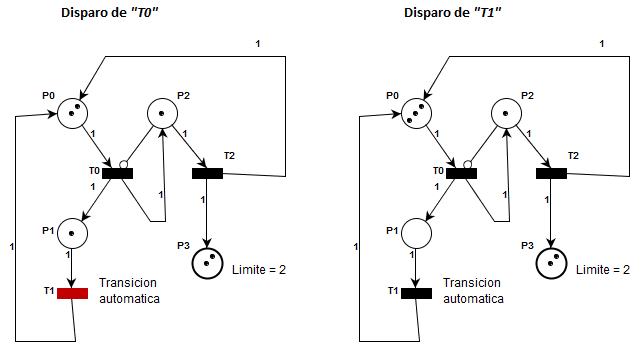 Disparo de "T0"
1
P0
P2
1
1
T2
T0
1
1
1
P1
P3
1
1
Limite = 2
T1
Transicion
automatica
Disparo de "T1"
1
P0
P2
1
1
T2
T0
1
1
1
P1
P3
1
1
Limite = 2
T1
Transicion
automatica